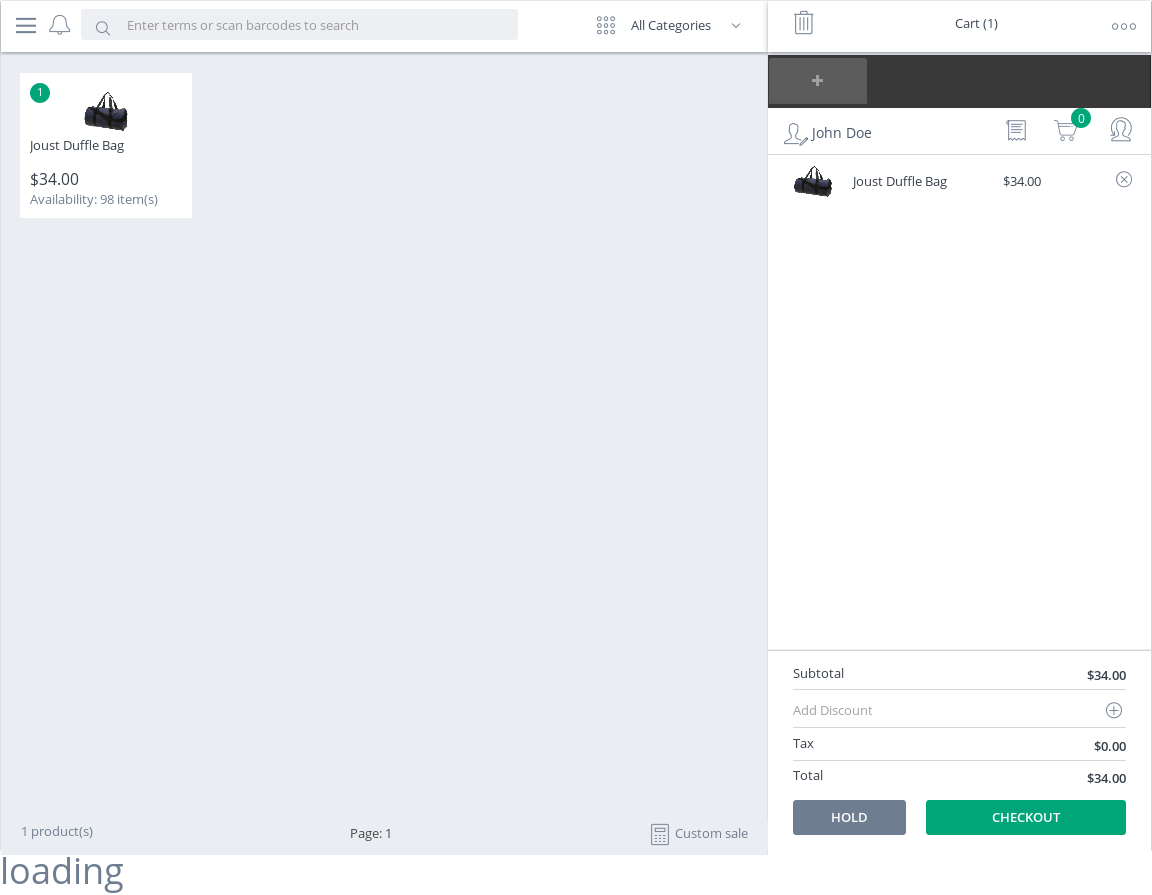 Enter terms or scan barcodes to search
All Categories
Cart (1)
1
Joust Duffle Bag
$34.00
Availability: 98 item(s)
+
John Doe
0
Joust Duffle Bag $34.00
Subtotal $34.00
Add Discount
Tax $0.00
Total $34.00
HOLD CHECKOUT
1 product(s) Page: 1 Custom sale
loading